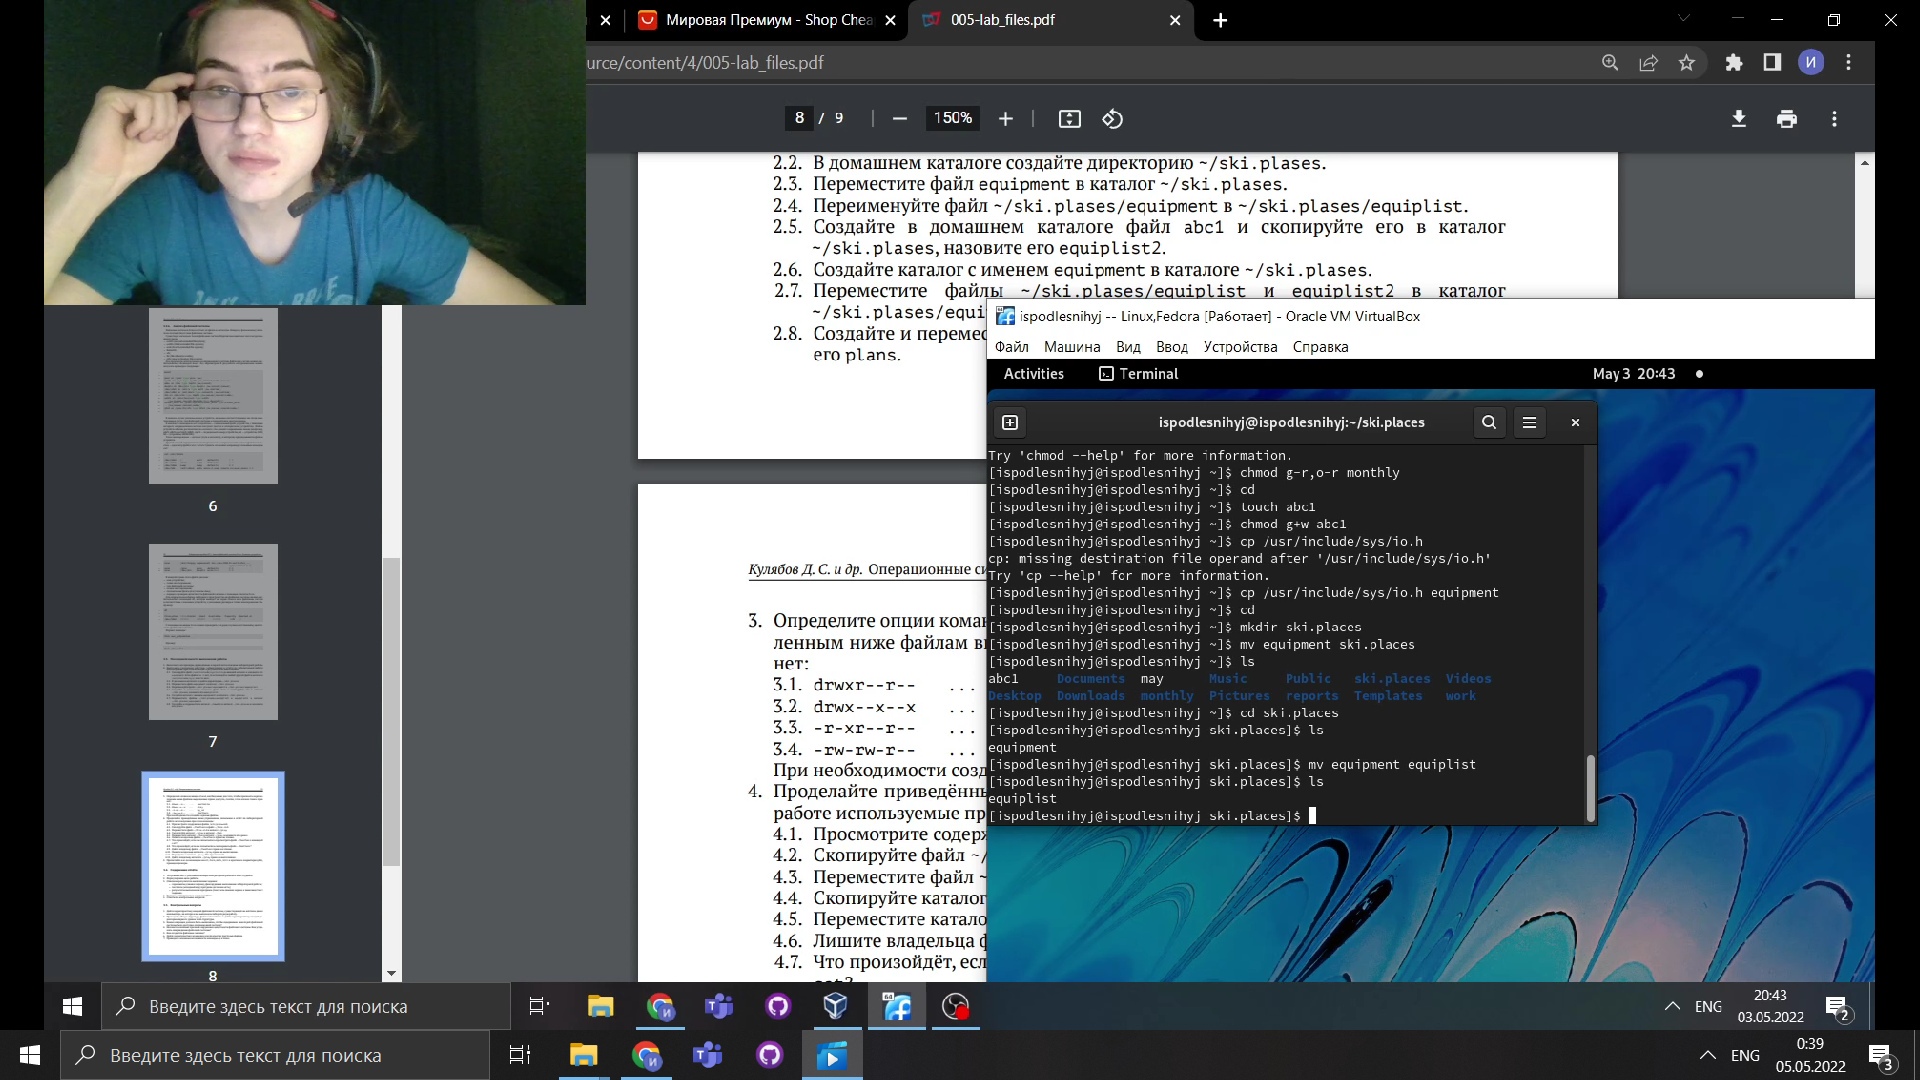 Мировая Премиум - Shop Chea
005-lab_files.pdf
urce/content/4/005-lab_files.pdf
И
8 / 9
150%
2.2. В домашнем каталоге создайте директорию ~/ski.plases.
2.3. Переместите файл equipment в каталог ~/ski.plases.
2.4. Переименуйте файл ~/ski.plases/equipment в ~/ski.plases/equiplist.
2.5. Создайте в домашнем каталоге файл abc1 и скопируйте его в каталог
~/ski.plases, назовите его equiplist2.
2.6. Создайте каталог с именем equipment в каталоге ~/ski.plases.
2.7. Переместите файлы ~/ski.plases/equiplist и equiplist2 в каталог
~/ski.plases/equi
2.8. Создайте и перемес
его plans.
Кулябов Д. С. и др. Операционные си
3. Определите опции коман
ленным ниже файлам в
нет:
3.1. drwxr--r-- ...
3.2. drwx--x--x ...
3.3. -r-xr--r-- ...
3.4. -rw-rw-r-- ...
При необходимости созд
4. Проделайте приведённы
работе используемые пр
4.1. Просмотрите содерж
4.2. Скопируйте файл ~/
4.3. Переместите файл ~
4.4. Скопируйте каталог
4.5. Переместите катало
4.6. Лишите владельца ф
4.7. Что произойдёт, есл
6
7
8
ispodlesnihyj -- Linux,Fedora [Работает] - Oracle VM VirtualBox
Файл Машина Вид Ввод Устройства Справка
Activities Terminal May 3 20:43
ispodlesnihyj@ispodlesnihyj:~/ski.places
Try 'chmod --help' for more information.
[ispodlesnihyj@ispodlesnihyj ~]$ chmod g-r,o-r monthly
[ispodlesnihyj@ispodlesnihyj ~]$ cd
[ispodlesnihyj@ispodlesnihyj ~]$ touch abc1
[ispodlesnihyj@ispodlesnihyj ~]$ chmod g+w abc1
[ispodlesnihyj@ispodlesnihyj ~]$ cp /usr/include/sys/io.h
cp: missing destination file operand after '/usr/include/sys/io.h'
Try 'cp --help' for more information.
[ispodlesnihyj@ispodlesnihyj ~]$ cp /usr/include/sys/io.h equipment
[ispodlesnihyj@ispodlesnihyj ~]$ cd
[ispodlesnihyj@ispodlesnihyj ~]$ mkdir ski.places
[ispodlesnihyj@ispodlesnihyj ~]$ mv equipment ski.places
[ispodlesnihyj@ispodlesnihyj ~]$ ls
abc1 Documents may Music Public ski.places Videos
Desktop Downloads monthly Pictures reports Templates work
[ispodlesnihyj@ispodlesnihyj ~]$ cd ski.places
[ispodlesnihyj@ispodlesnihyj ski.places]$ ls
equipment
[ispodlesnihyj@ispodlesnihyj ski.places]$ mv equipment equiplist
[ispodlesnihyj@ispodlesnihyj ski.places]$ ls
equiplist
[ispodlesnihyj@ispodlesnihyj ski.places]$
Введите здесь текст для поиска
ENG
20:43
03.05.2022
2
Введите здесь текст для поиска
ENG
0:39
05.05.2022
3